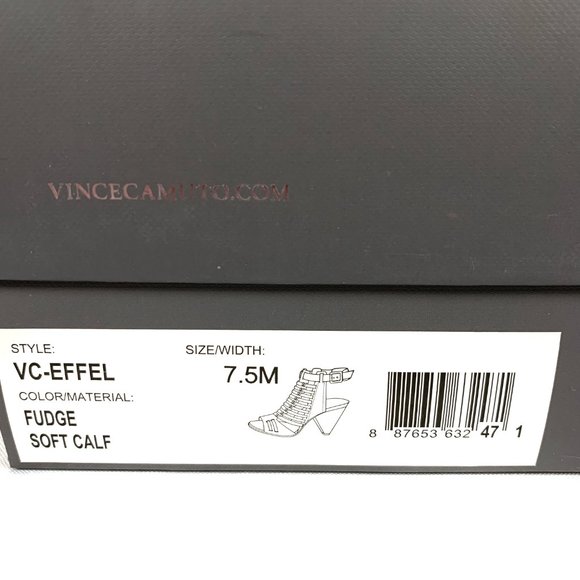 VINCECAMUTO.COM
STYLE:
VC-EFFEL
SIZE/WIDTH:
7.5M
COLOR/MATERIAL:
FUDGE
SOFT CALF
8 87653 632 47 1